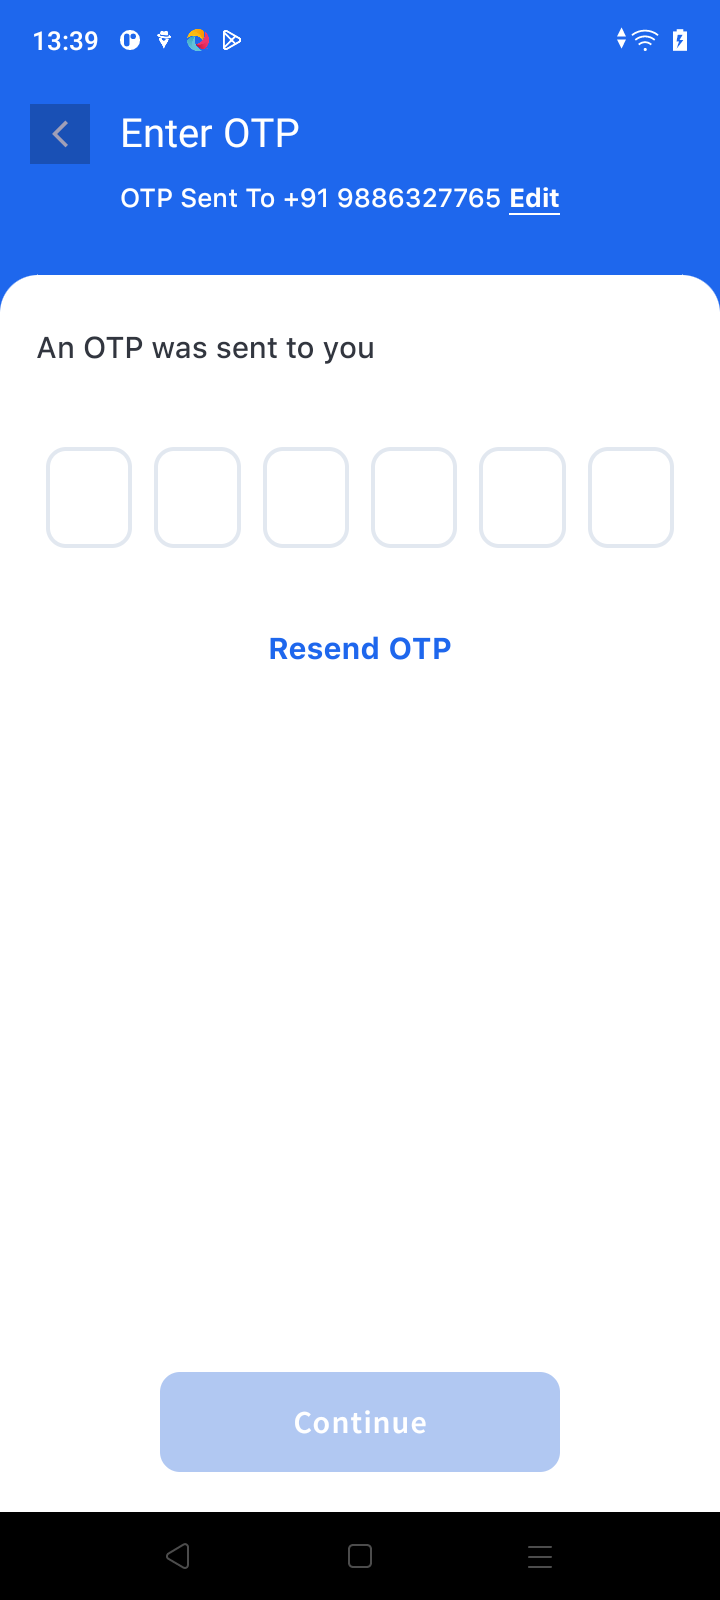 13:39
Enter OTP
OTP Sent To +91 9886327765 Edit
An OTP was sent to you
Resend OTP
Continue